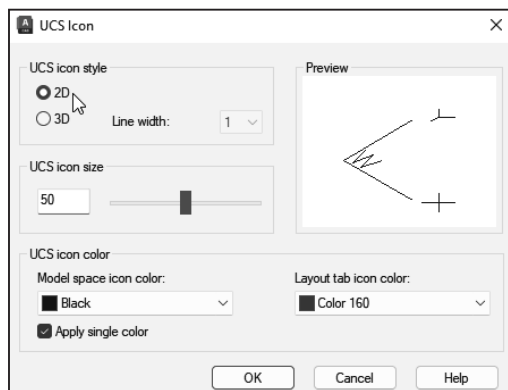 UCS Icon
UCS icon style
2D
3D
Line width:
1
Preview
W
Y
X
UCS icon size
50
UCS icon color
Model space icon color:
Black
Apply single color
Layout tab icon color:
Color 160
OK
Cancel
Help